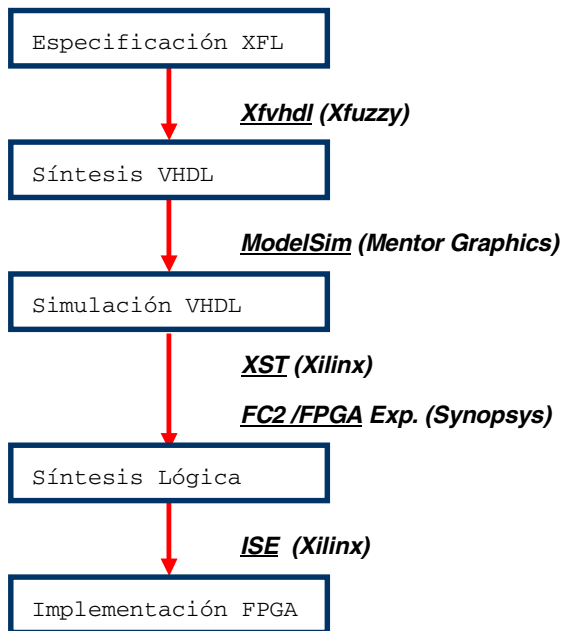 Especificación XFL
Xfvhdl (Xfuzzy)
Síntesis VHDL
ModelSim (Mentor Graphics)
Simulación VHDL
XST (Xilinx)
FC2 /FPGA Exp. (Synopsys)
Síntesis Lógica
ISE (Xilinx)
Implementación FPGA